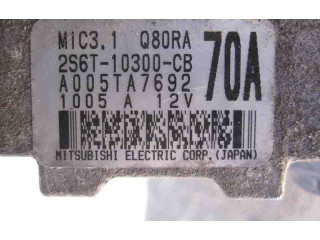 MIC3.1 Q80RA
2S6T-10300-CB 70A
A005TA7692
1005 A 12V
MITSUBISHI ELECTRIC CORP.(JAPAN)